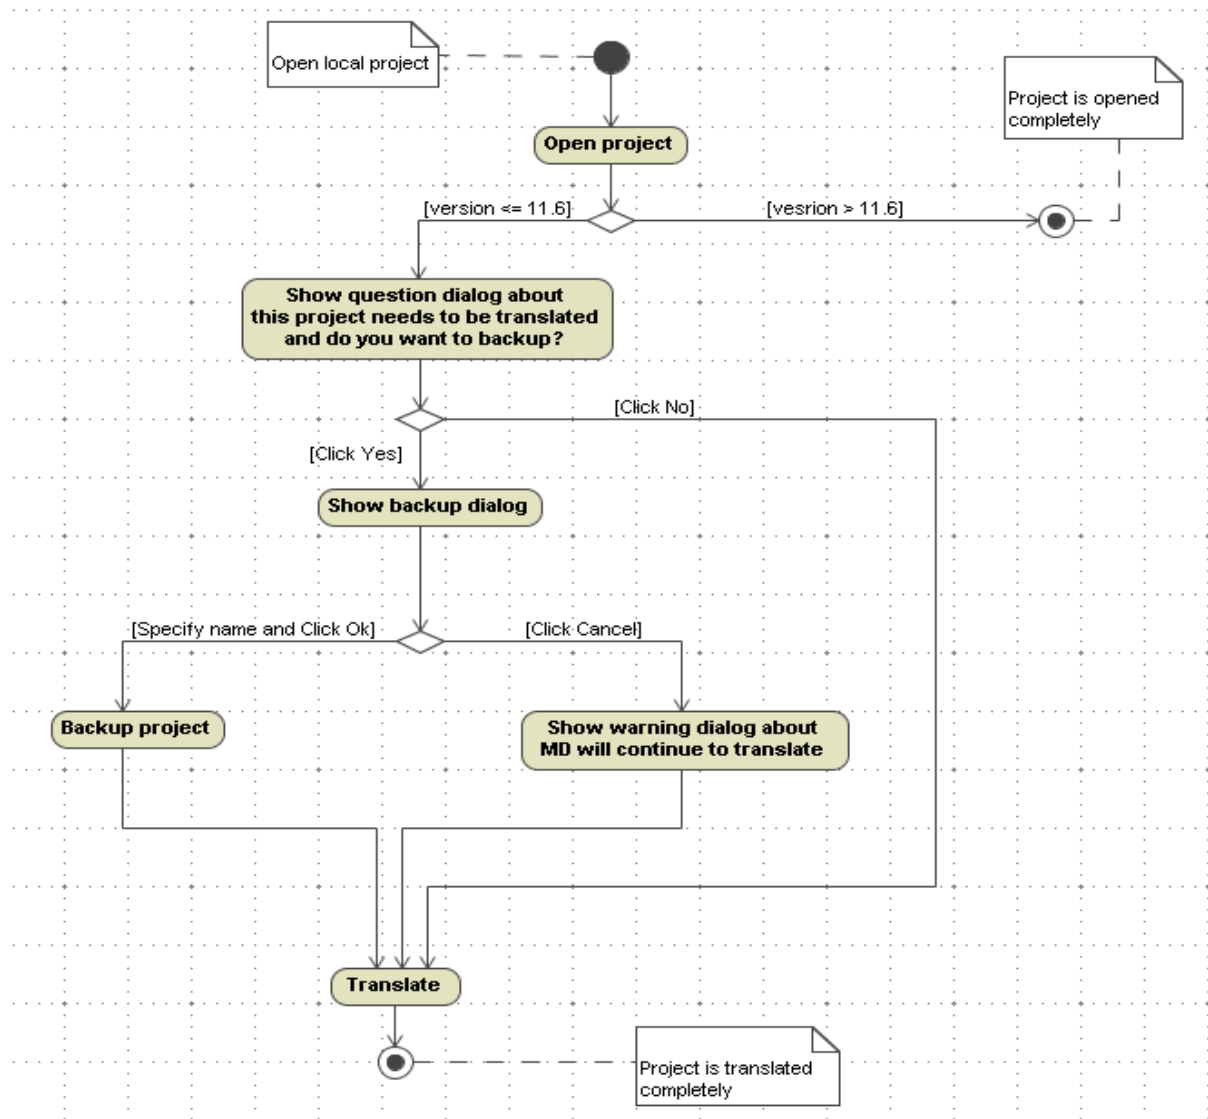 Open local project
Project is opened
completely
Open project
[version <= 11.6]
[vesrion > 11.6]
Show question dialog about
this project needs to be translated
and do you want to backup?
[Click No]
[Click Yes]
Show backup dialog
[Specify name and Click Ok]
[Click Cancel]
Backup project
Show warning dialog about
MD will continue to translate
Translate
Project is translated
completely